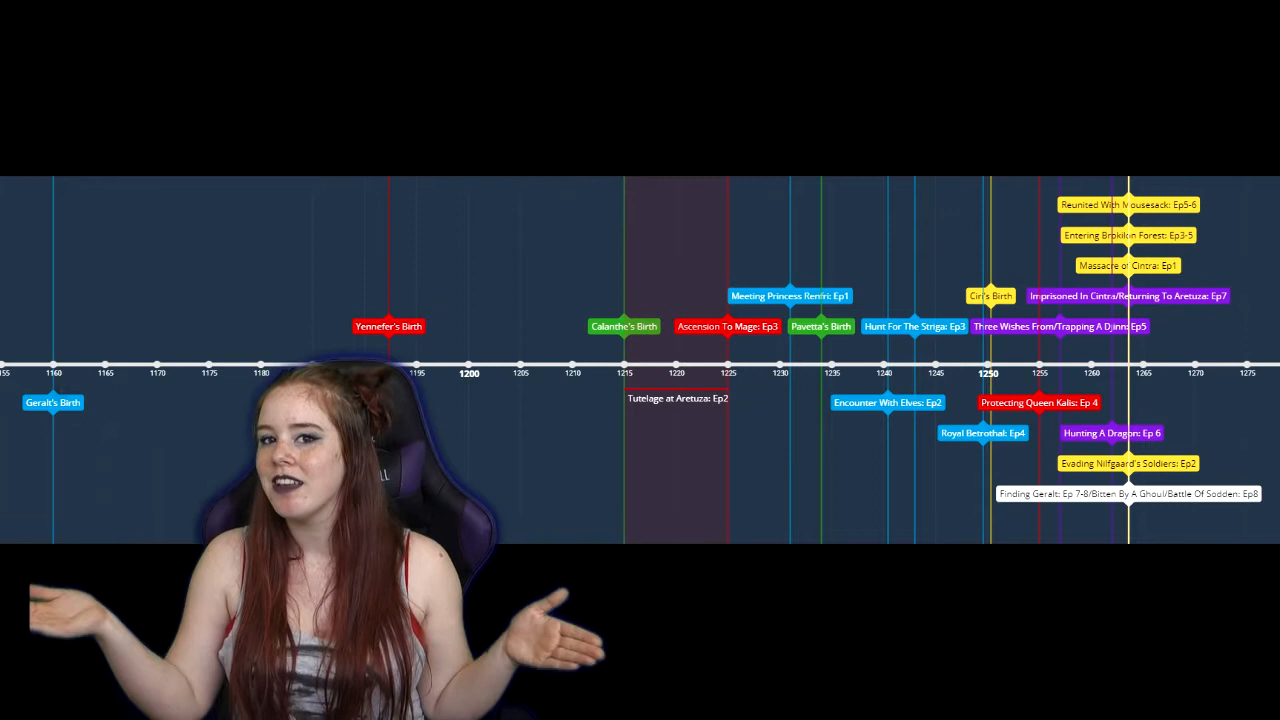 Reunited With Mousesack: Ep5-6
Entering Brokilon Forest: Ep3-5
Massacre of Cintra: Ep1
Meeting Princess Renfri: Ep1
Ciri's Birth
Imprisoned In Cintra/Returning To Aretuza: Ep7
Yennefer's Birth
Calanthe's Birth
Ascension To Mage: Ep3
Pavetta's Birth
Hunt For The Striga: Ep3
Three Wishes From/Trapping A Djinn: Ep5
1160 1165 1170 1175 1180 1195 1200 1205 1210 1215 1220 1225 1230 1235 1240 1245 1250 1255 1260 1265 1270 1275
Geralt's Birth
Tutelage at Aretuza: Ep2
Encounter With Elves: Ep2
Protecting Queen Kalis: Ep 4
Royal Betrothal: Ep4
Hunting A Dragon: Ep 6
Evading Nilfgaard's Soldiers: Ep2
Finding Geralt: Ep 7-8/Bitten By A Ghoul/Battle Of Sodden: Ep8